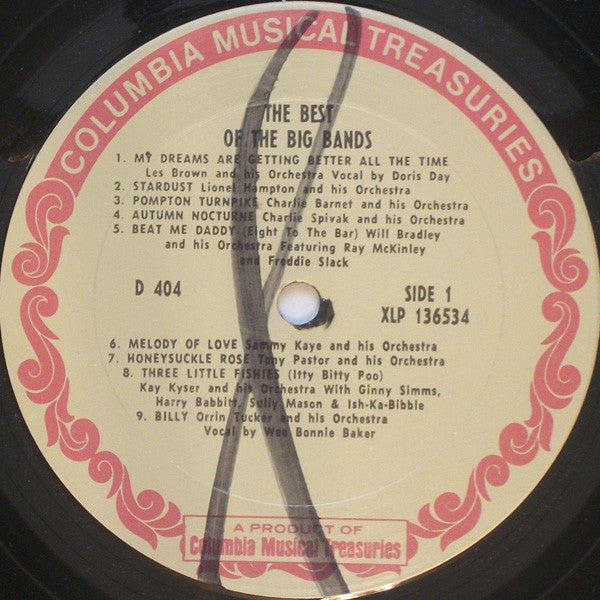 COLUMBIA MUSICAL TREASURIES
THE BEST
OF THE BIG BANDS
1. MY DREAMS ARE GETTING BETTER ALL THE TIME
Les Brown and his Orchestra Vocal by Doris Day
2. STARDUST Lionel Hampton and his Orchestra
3. POMPTON TURNPIKE Charlie Barnet and his Orchestra
4. AUTUMN NOCTURNE Charlie Spivak and his Orchestra
5. BEAT ME DADDY (Eight To The Bar) Will Bradley
and his Orchestra Featuring Ray McKinley
and Freddie Slack
D 404
SIDE 1
XLP 136534
6. MELODY OF LOVE Sammy Kaye and his Orchestra
7. HONEYSUCKLE ROSE Tony Pastor and his Orchestra
8. THREE LITTLE FISHIES (Itty Bitty Poo)
Kay Kyser and his Orchestra With Ginny Simms,
Harry Babbitt, Sully Mason & Ish-Ka-Bibble
9. BILLY Orrin Tucker and his Orchestra
Vocal by Wee Bonnie Baker
A PRODUCT OF
Columbia Musical Treasuries